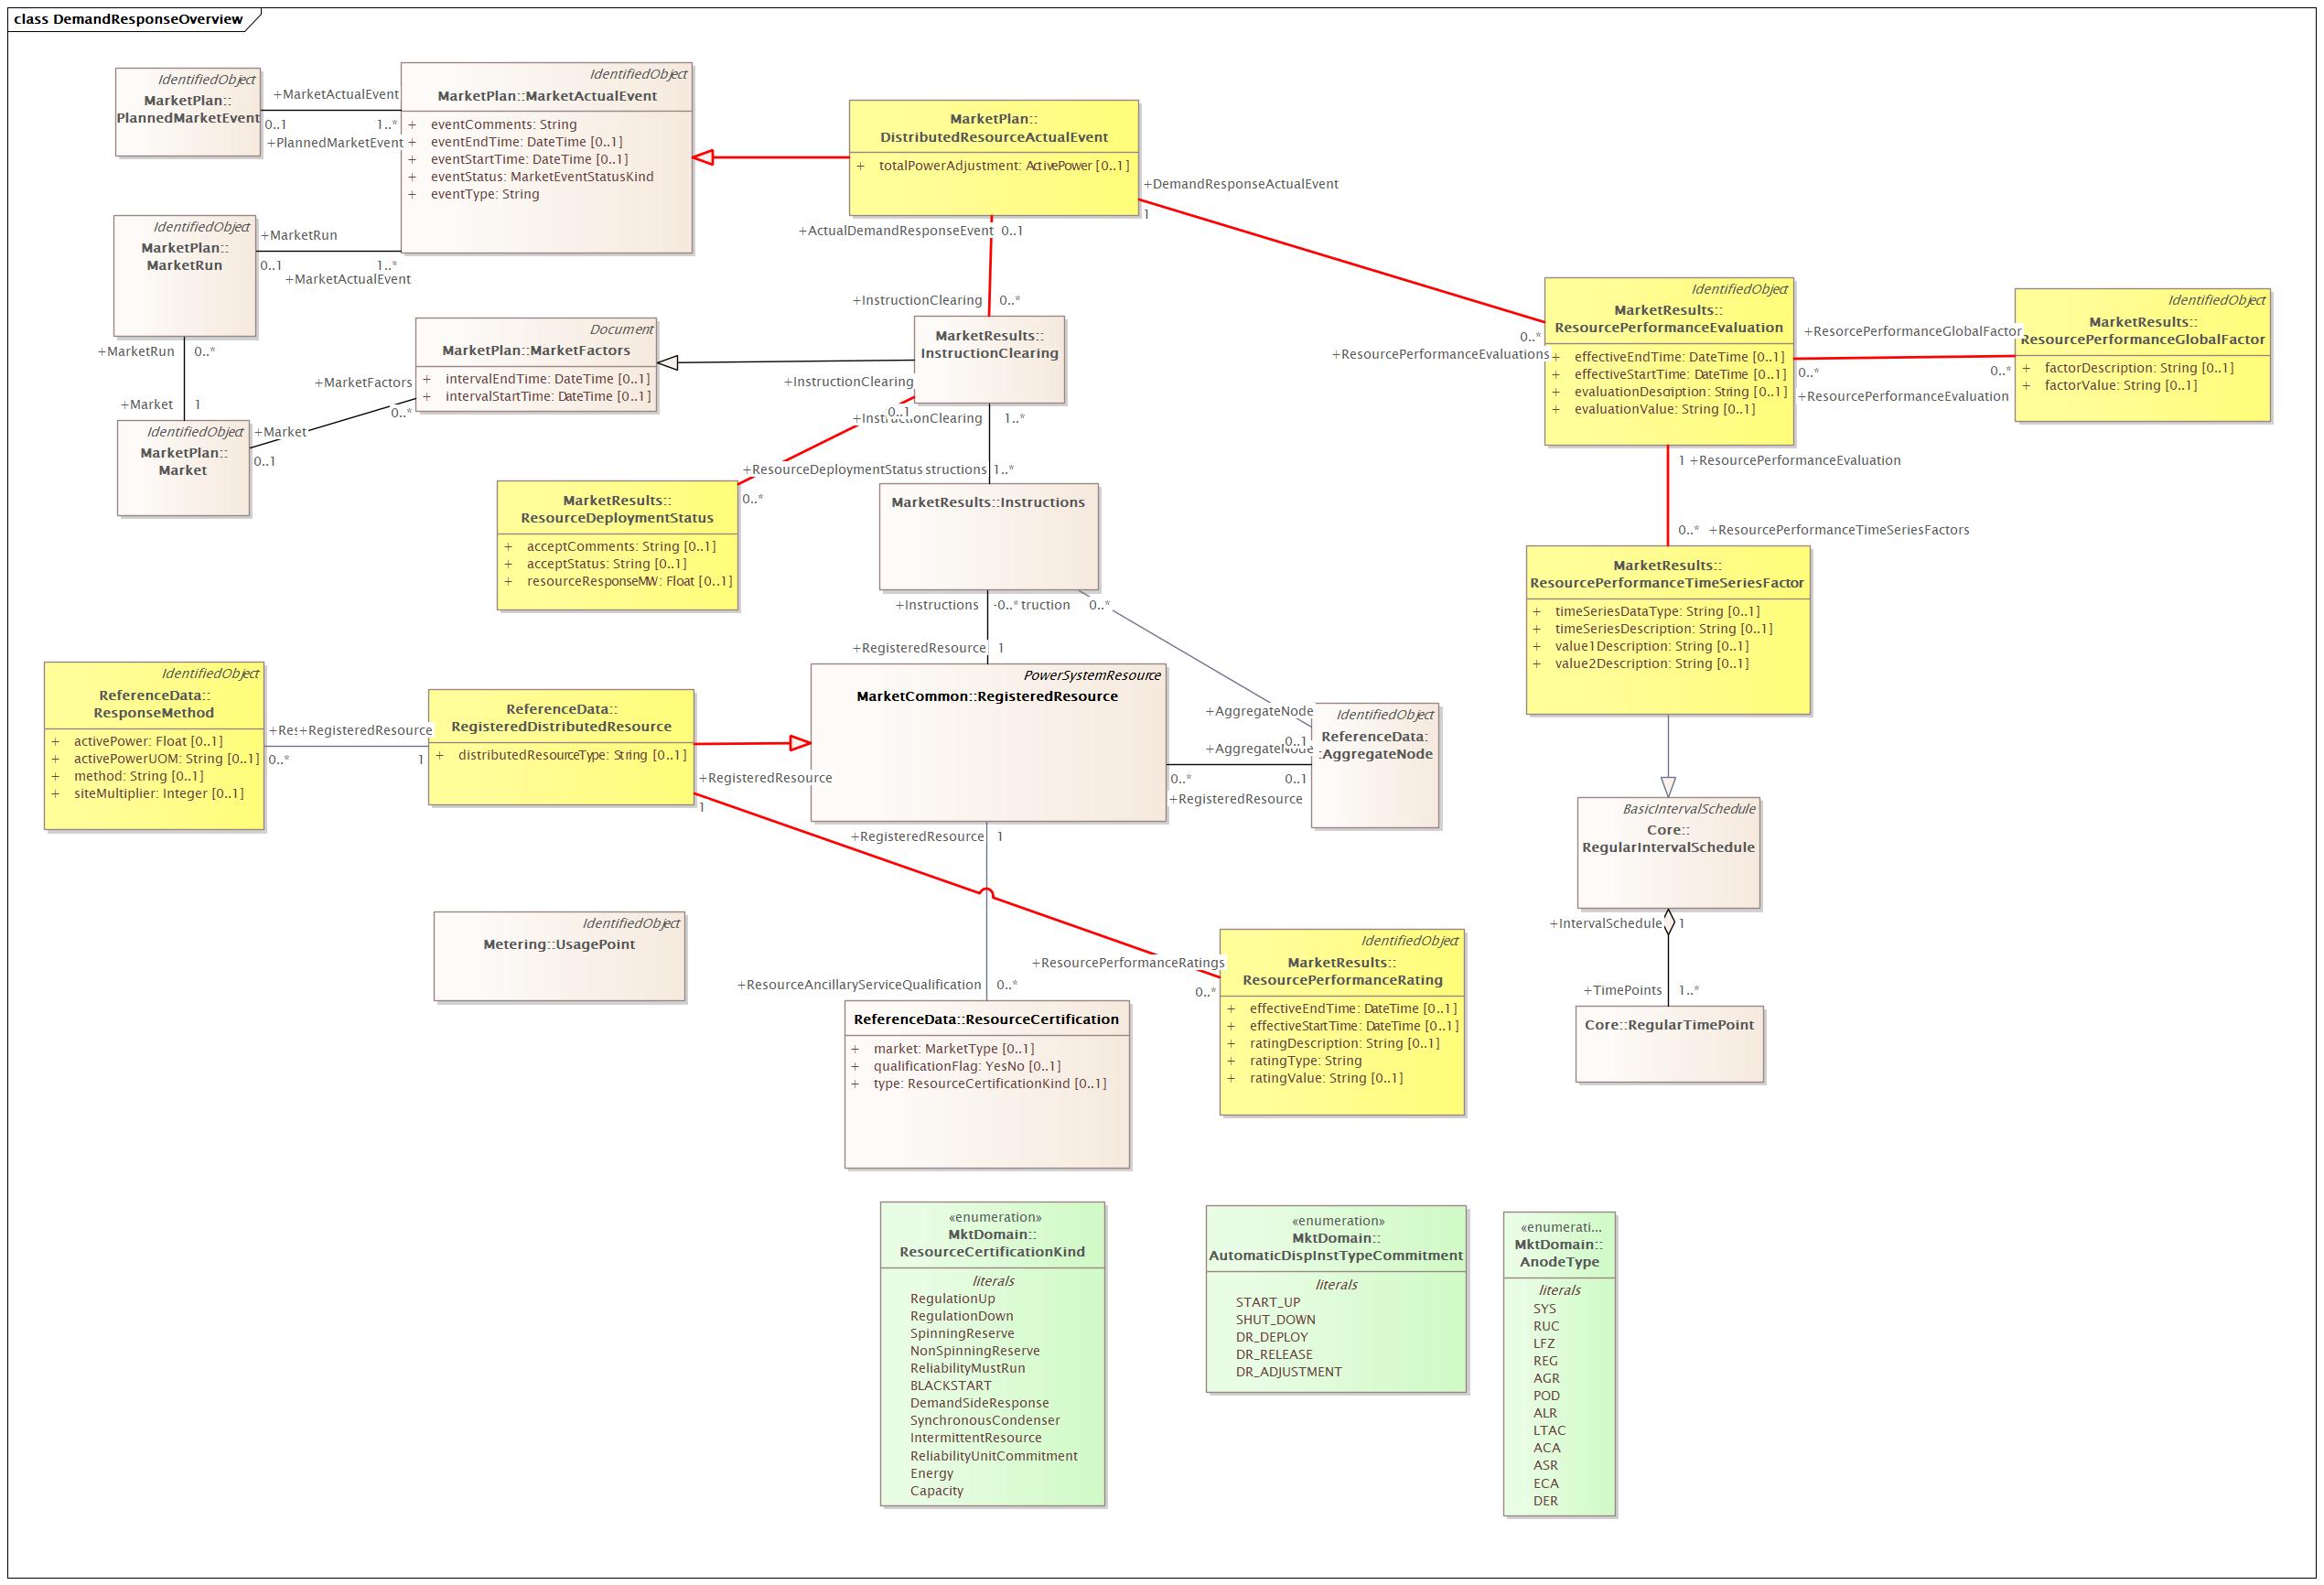 class DemandResponseOverview
IdentifiedObject
MarketPlan::
PlannedMarketEvent
+MarketActualEvent
0..1
1..*
+PlannedMarketEvent
IdentifiedObject
MarketPlan::MarketActualEvent
+ eventComments: String
+ eventEndTime: DateTime [0..1]
+ eventStartTime: DateTime [0..1]
+ eventStatus: MarketEventStatusKind
+ eventType: String
MarketPlan::
DistributedResourceActualEvent
+ totalPowerAdjustment: ActivePower [0..1]
+DemandResponseActualEvent
1
+ActualDemandResponseEvent 0..1
IdentifiedObject
MarketPlan::
MarketRun
+MarketRun
0..1
1..*
+MarketActualEvent
+InstructionClearing 0..*
MarketResults::
InstructionClearing
IdentifiedObject
MarketResults::
ResourcePerformanceEvaluation
+ effectiveEndTime: DateTime [0..1]
+ effectiveStartTime: DateTime [0..1]
+ evaluationDescription: String [0..1]
+ evaluationValue: String [0..1]
0..*
+ResourcePerformanceEvaluations
+ResorcePerformanceGlobalFactor
0..*
0..*
+ResourcePerformanceEvaluation
IdentifiedObject
MarketResults::
ResourcePerformanceGlobalFactor
+ factorDescription: String [0..1]
+ factorValue: String [0..1]
Document
MarketPlan::MarketFactors
+ intervalEndTime: DateTime [0..1]
+ intervalStartTime: DateTime [0..1]
+MarketRun 0..*
+Market 1
+MarketFactors
0..*
+Market
0..1
IdentifiedObject
MarketPlan::
Market
+InstructionClearing
0..1
+InstructionClearing 1..*
+ResourceDeploymentStatus
0..*
structions 1..*
MarketResults::
ResourceDeploymentStatus
+ acceptComments: String [0..1]
+ acceptStatus: String [0..1]
+ resourceResponseMW: Float [0..1]
MarketResults::Instructions
1 +ResourcePerformanceEvaluation
0..* +ResourcePerformanceTimeSeriesFactors
MarketResults::
ResourcePerformanceTimeSeriesFactor
+ timeSeriesDataType: String [0..1]
+ timeSeriesDescription: String [0..1]
+ value1Description: String [0..1]
+ value2Description: String [0..1]
+Instructions
0..* truction 0..*
+RegisteredResource 1
IdentifiedObject
ReferenceData::
ResponseMethod
+ activePower: Float [0..1]
+ activePowerUOM: String [0..1]
+ method: String [0..1]
+ siteMultiplier: Integer [0..1]
+Res
+RegisteredResource
0..*
1
ReferenceData::
RegisteredDistributedResource
+ distributedResourceType: String [0..1]
+RegisteredResource
1
PowerSystemResource
MarketCommon::RegisteredResource
+AggregateNode
0..1
+AggregateNode
0..*
0..1
+RegisteredResource
IdentifiedObject
ReferenceData:
:AggregateNode
BasicIntervalSchedule
Core::
RegularIntervalSchedule
+RegisteredResource 1
IdentifiedObject
Metering::UsagePoint
+IntervalSchedule 1
+TimePoints 1..*
Core::RegularTimePoint
+ResourcePerformanceRatings
0..*
+ResourceAncillaryServiceQualification 0..*
IdentifiedObject
MarketResults::
ResourcePerformanceRating
+ effectiveEndTime: DateTime [0..1]
+ effectiveStartTime: DateTime [0..1]
+ ratingDescription: String [0..1]
+ ratingType: String
+ ratingValue: String [0..1]
ReferenceData::ResourceCertification
+ market: MarketType [0..1]
+ qualificationFlag: YesNo [0..1]
+ type: ResourceCertificationKind [0..1]
«enumeration»
MktDomain::
ResourceCertificationKind
literals
RegulationUp
RegulationDown
SpinningReserve
NonSpinningReserve
ReliabilityMustRun
BLACKSTART
DemandSideResponse
SynchronousCondenser
IntermittentResource
ReliabilityUnitCommitment
Energy
Capacity
«enumeration»
MktDomain::
AutomaticDispInstTypeCommitment
literals
START_UP
SHUT_DOWN
DR_DEPLOY
DR_RELEASE
DR_ADJUSTMENT
«enumerati...
MktDomain::
AnodeType
literals
SYS
RUC
LFZ
REG
AGR
POD
ALR
LTAC
ACA
ASR
ECA
DER